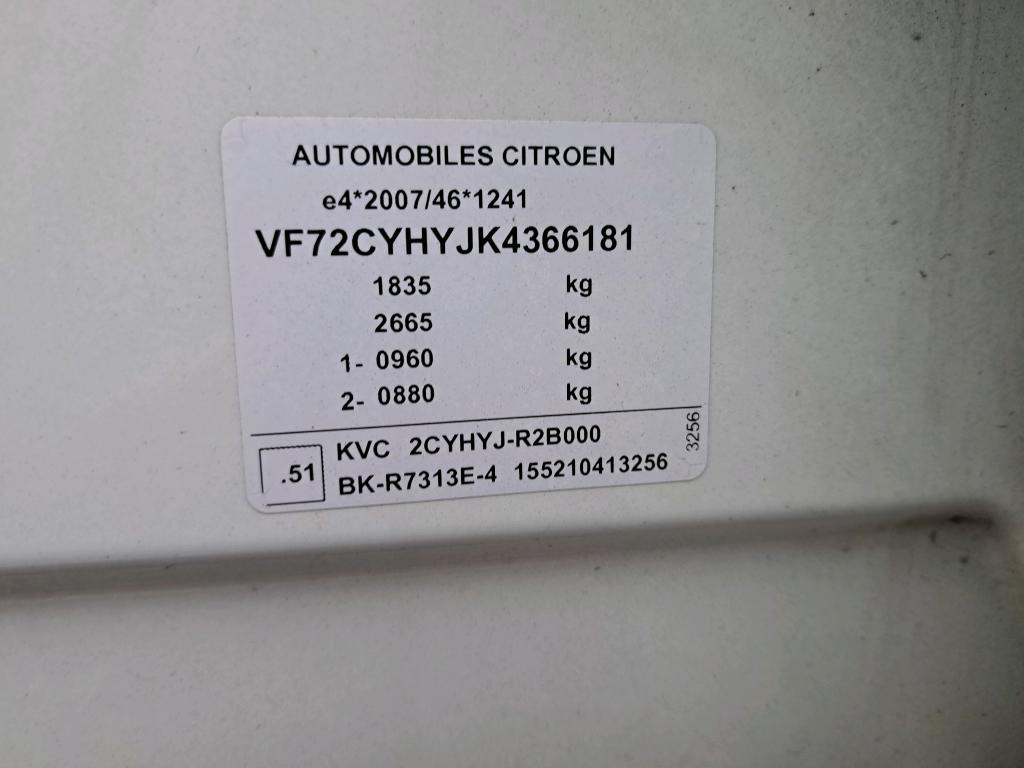 AUTOMOBILES CITROEN
e4*2007/46*1241
VF72CYHYJK4366181
1835 kg
2665 kg
1- 0960 kg
2- 0880 kg
.51
KVC 2CYHYJ-R2B000
BK-R7313E-4 155210413256
3256